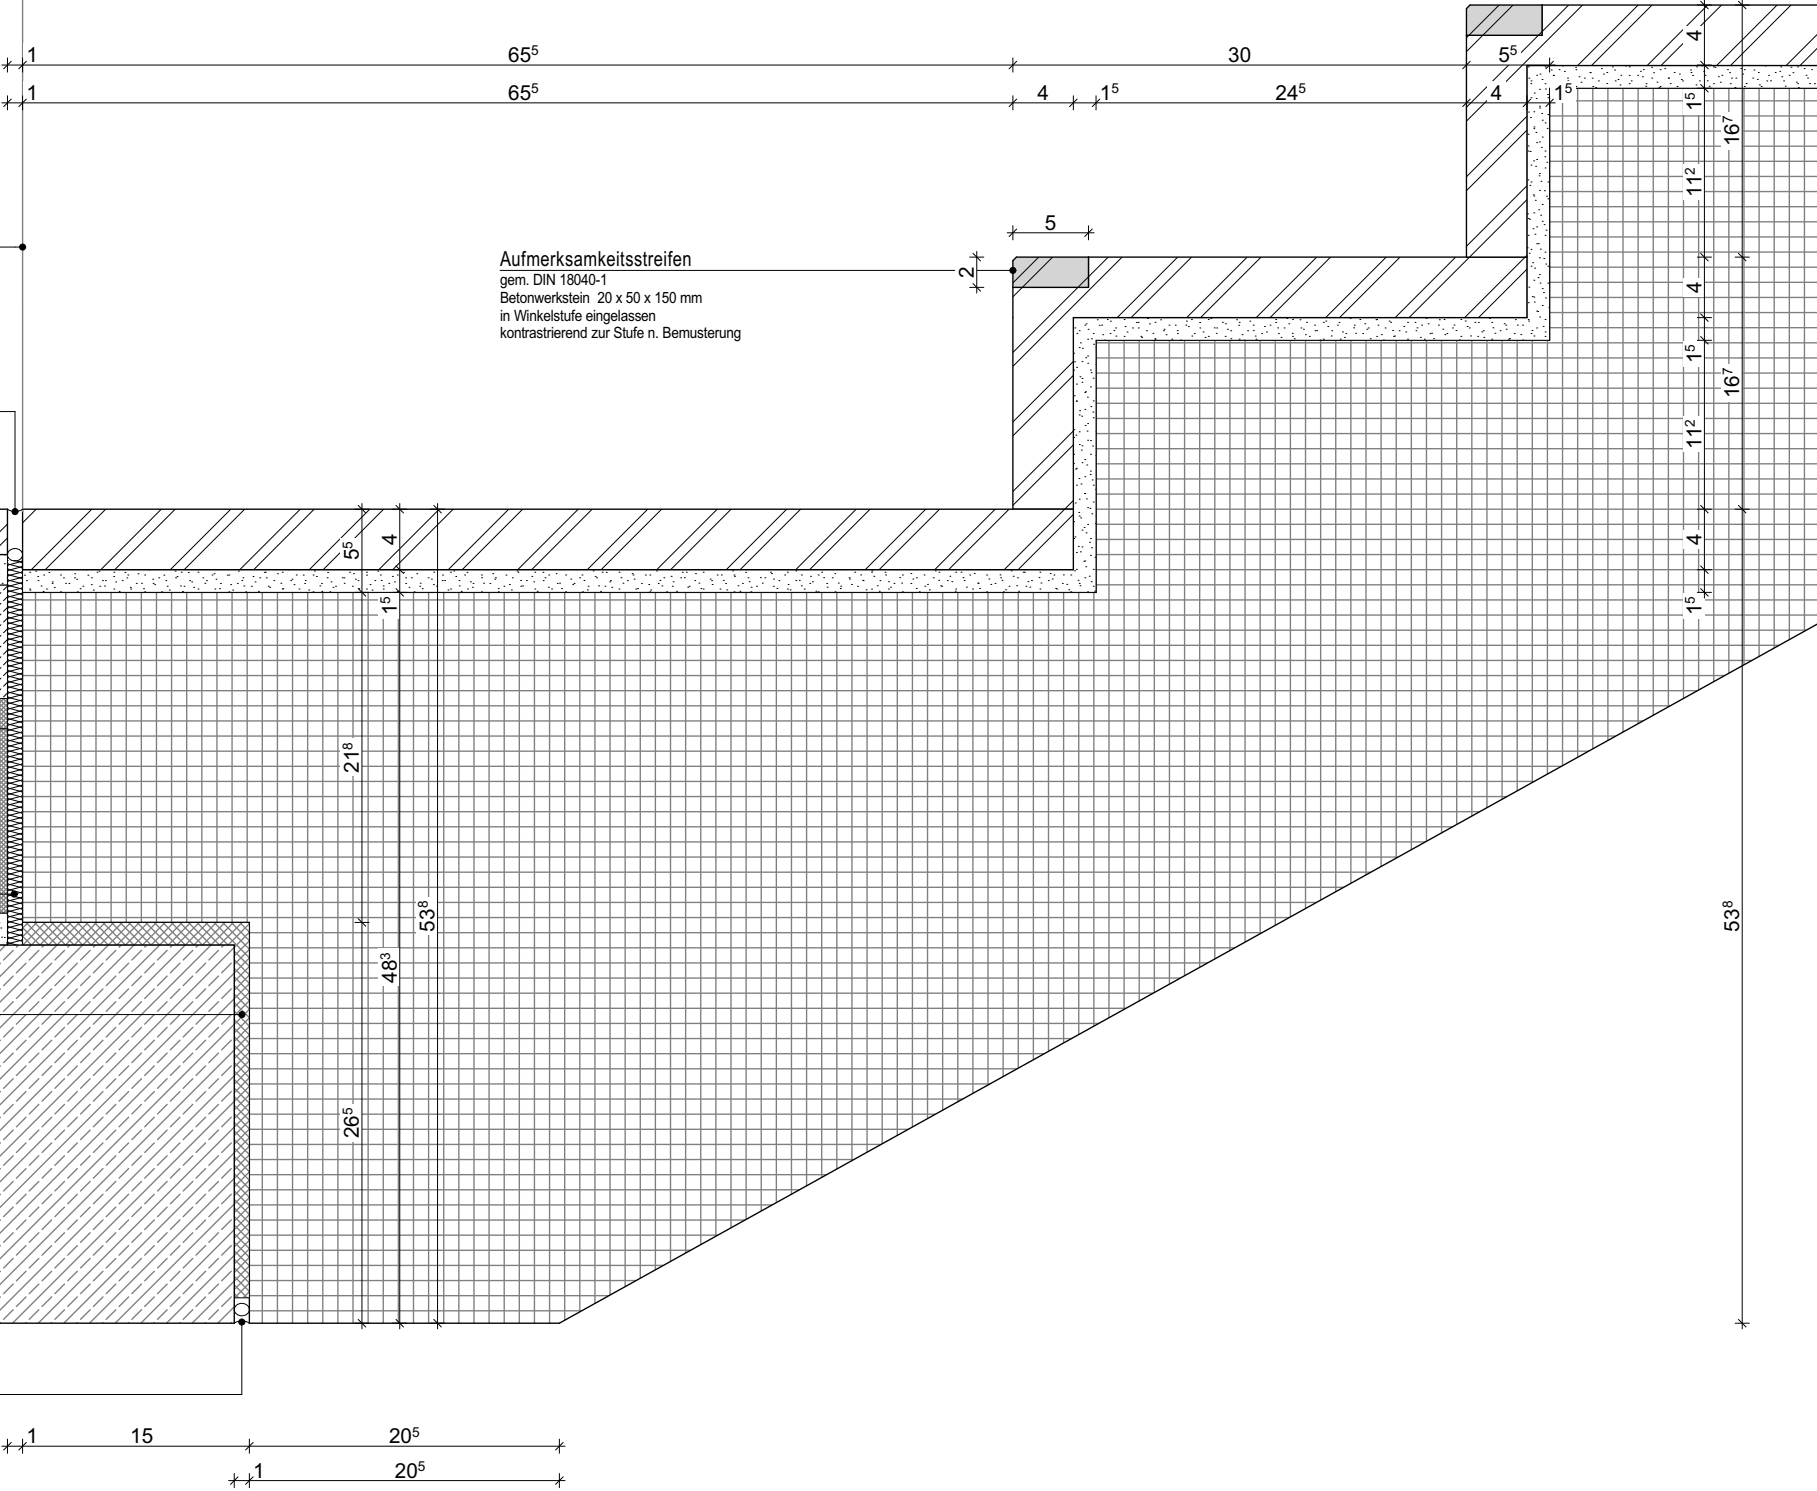 1 65⁵ 30 5⁵
1 65⁵ 4 1⁵ 24⁵ 4 1⁵
4
1⁵
16⁷
11²
5
2
Aufmerksamkeitsstreifen
gem. DIN 18040-1
Betonwerkstein 20 x 50 x 150 mm
in Winkelstufe eingelassen
kontrastrierend zur Stufe n. Bemusterung
4
1⁵
16⁷
11²
5⁵
4
4
1⁵
1⁵
21⁸
53⁸
53⁸
48³
26⁵
1 15 20⁵
1 20⁵